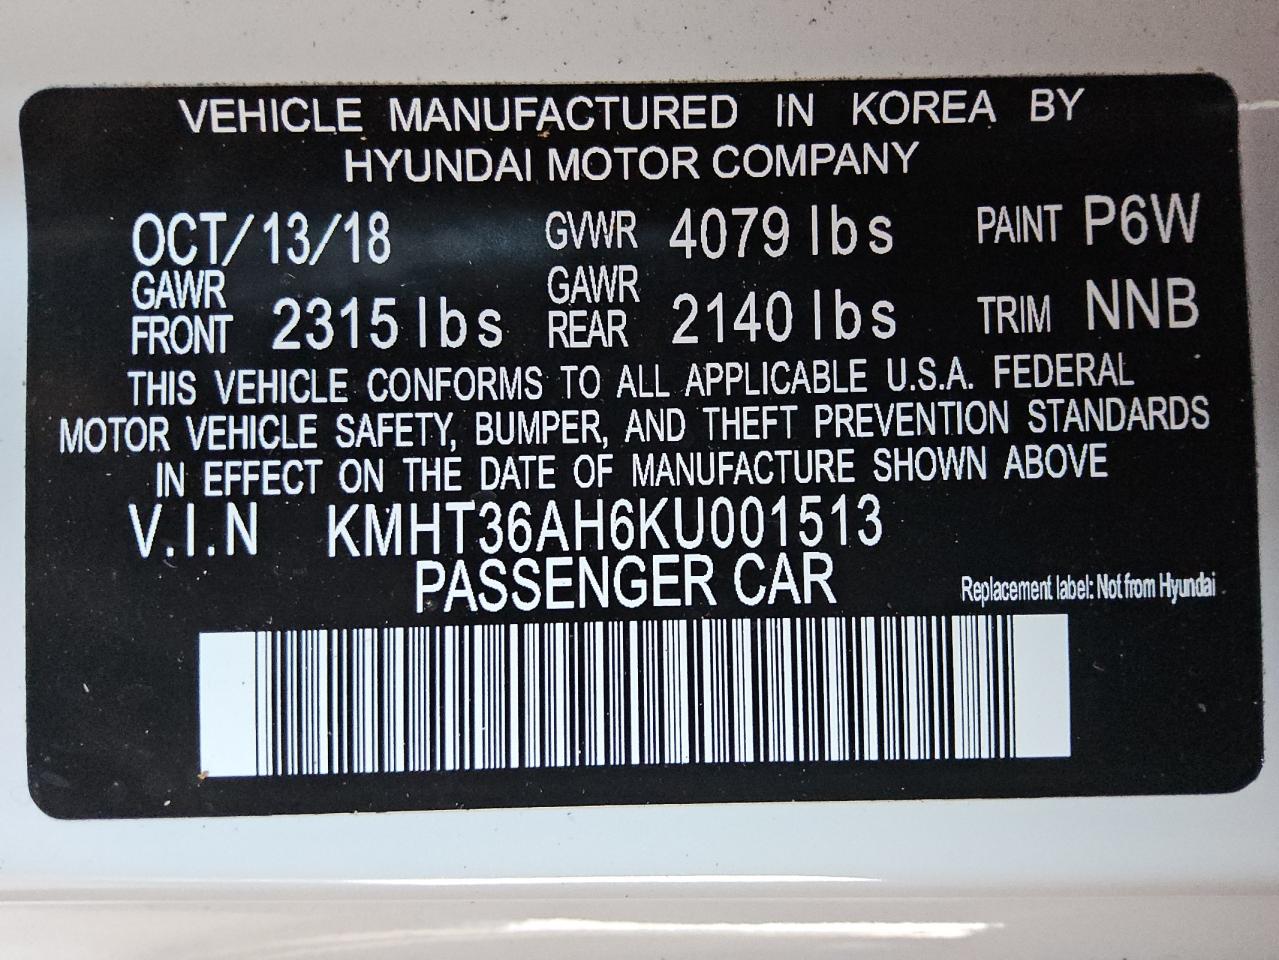 VEHICLE MANUFACTURED IN KOREA BY
HYUNDAI MOTOR COMPANY
OCT/13/18 GVWR 4079 lbs PAINT P6W
GAWR FRONT 2315 lbs GAWR REAR 2140 lbs TRIM NNB
THIS VEHICLE CONFORMS TO ALL APPLICABLE U.S.A. FEDERAL
MOTOR VEHICLE SAFETY, BUMPER, AND THEFT PREVENTION STANDARDS
IN EFFECT ON THE DATE OF MANUFACTURE SHOWN ABOVE
V.I.N KMHT36AH6KU001513
PASSENGER CAR
Replacement label: Not from Hyundai